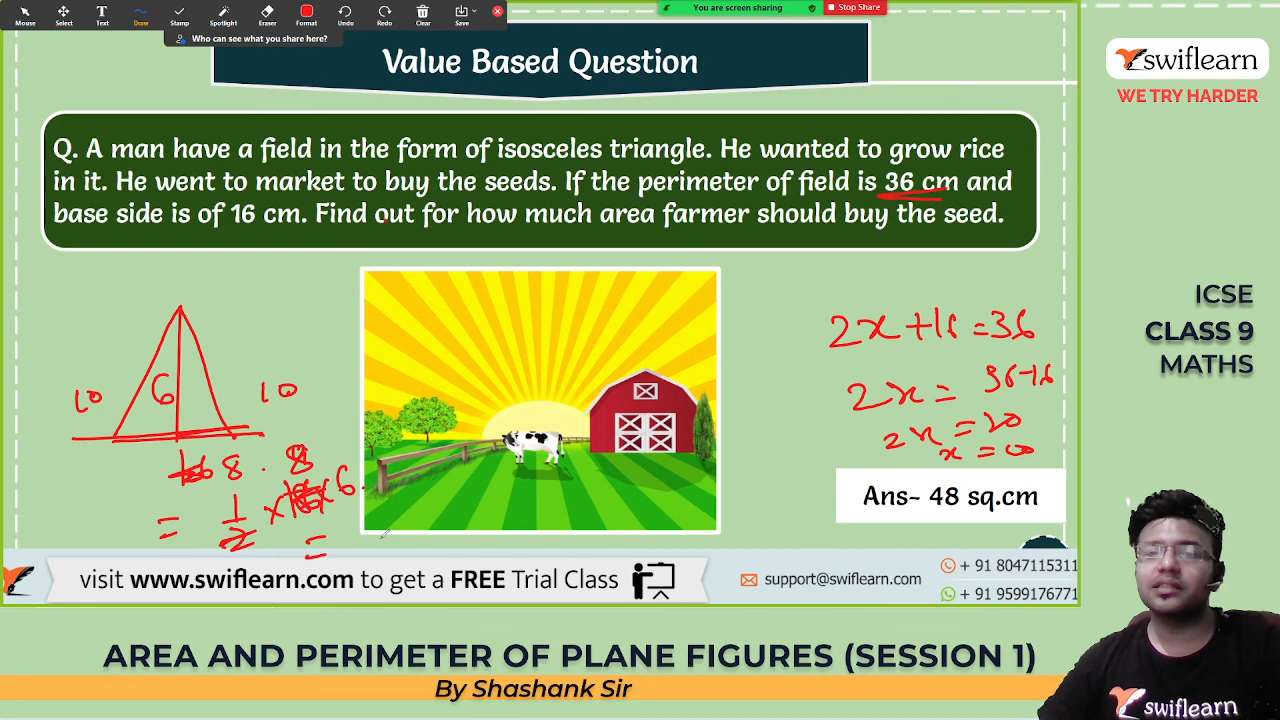 Mouse Select Text Draw Stamp Spotlight Eraser Format Undo Redo Clear Save
Who can see what you share here?
You are screen sharing
Stop Share
Value Based Question
swiflearn
WE TRY HARDER
Q. A man have a field in the form of isosceles triangle. He wanted to grow rice
in it. He went to market to buy the seeds. If the perimeter of field is 36 cm and
base side is of 16 cm. Find out for how much area farmer should buy the seed.
ICSE
CLASS 9
MATHS
10 6 10
8 . 8
= 1/2 × 16 × 6 .
=
2x + 16 = 36
2x = 36-16
2x = 20
x = 10
Ans- 48 sq.cm
visit www.swiflearn.com to get a FREE Trial Class
support@swiflearn.com
+ 91 8047115311
+ 91 9599176771
AREA AND PERIMETER OF PLANE FIGURES (SESSION 1)
By Shashank Sir
swiflearn